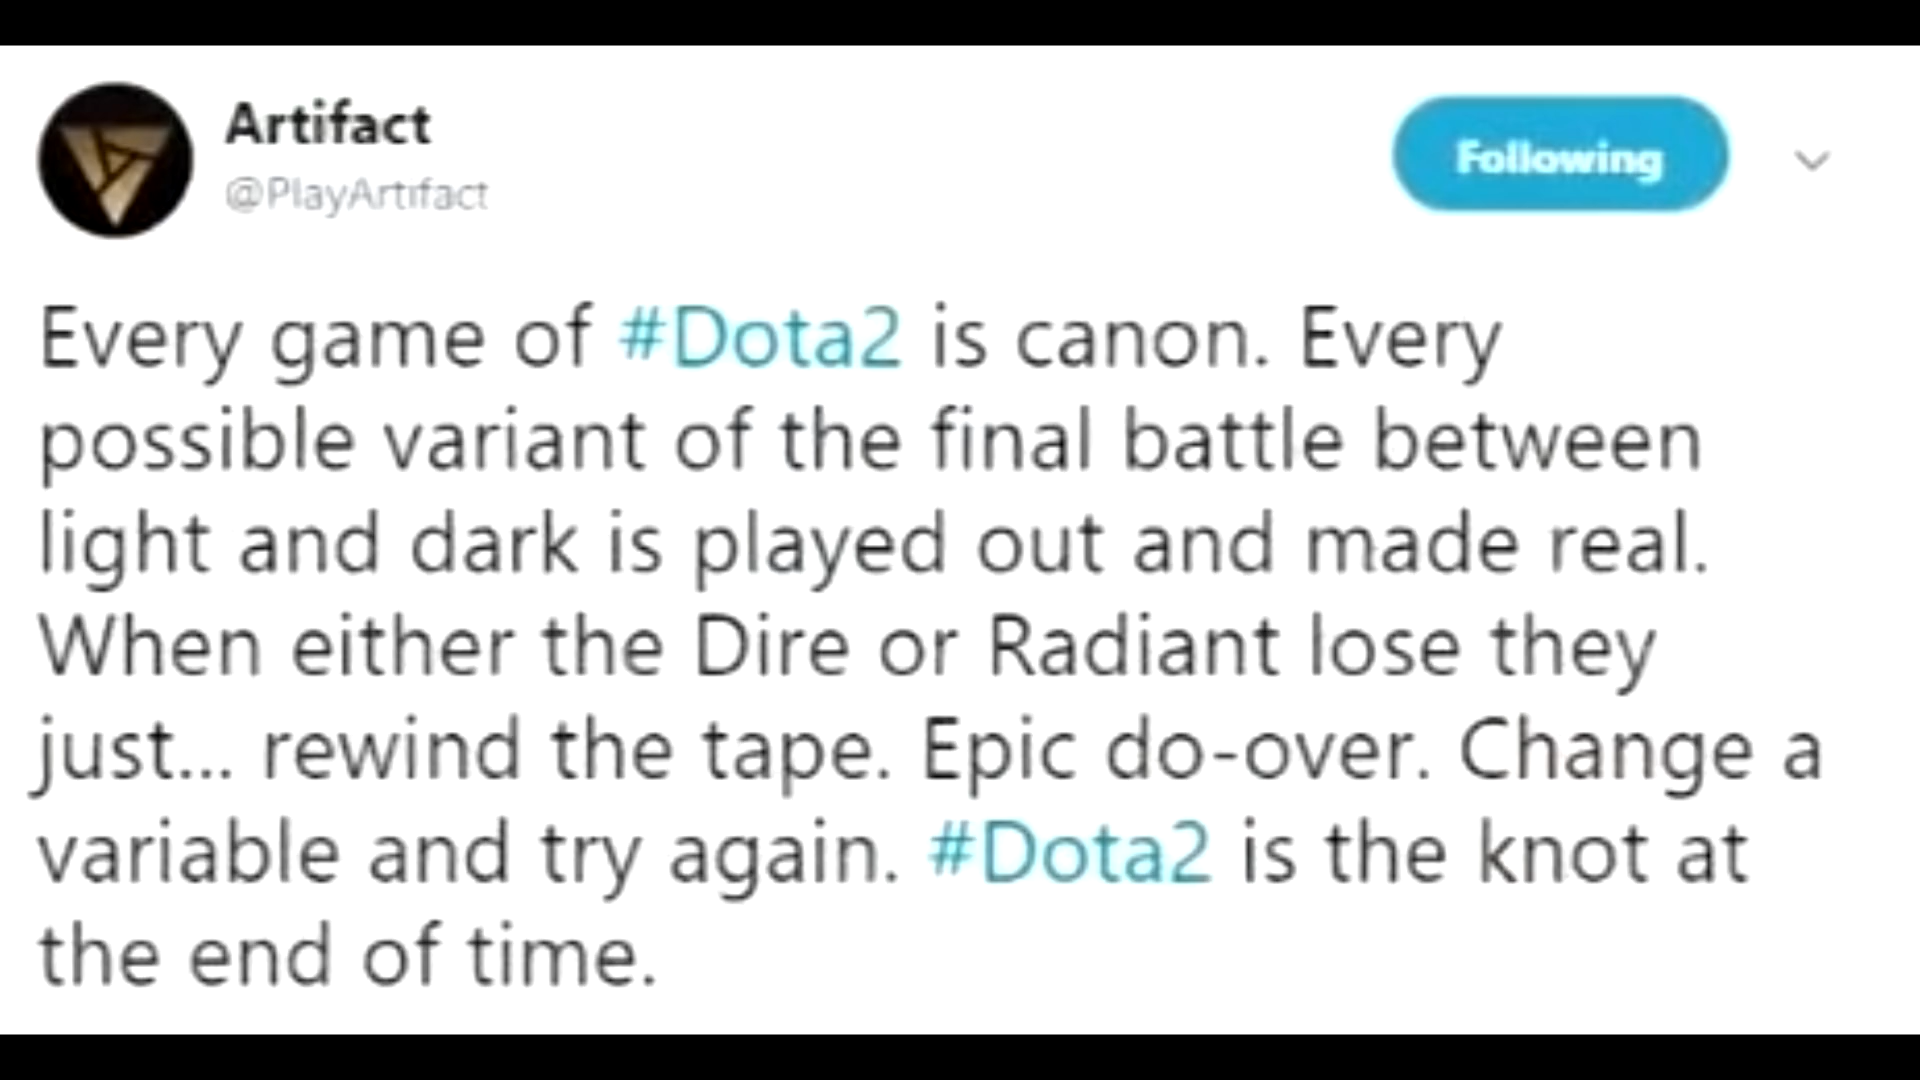 Artifact
@PlayArtifact
Following
Every game of #Dota2 is canon. Every
possible variant of the final battle between
light and dark is played out and made real.
When either the Dire or Radiant lose they
just... rewind the tape. Epic do-over. Change a
variable and try again. #Dota2 is the knot at
the end of time.